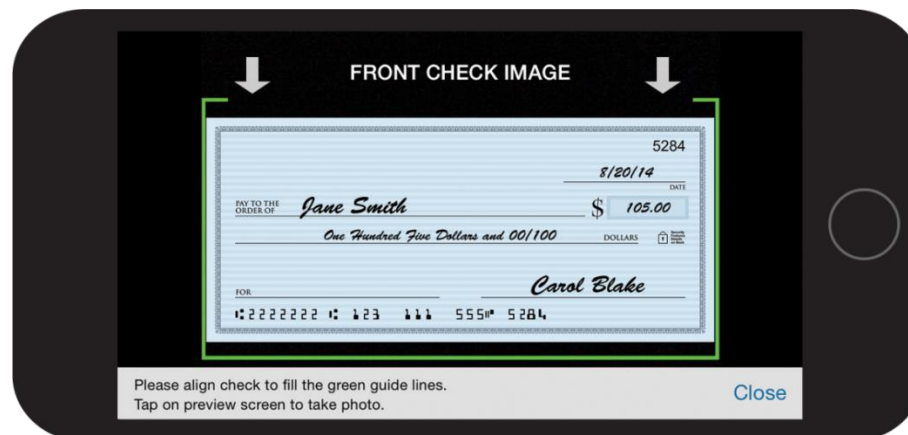 FRONT CHECK IMAGE
5284
8/20/14
DATE
PAY TO THE
ORDER OF Jane Smith $ 105.00
One Hundred Five Dollars and 00/100 DOLLARS
Carol Blake
FOR
⑆2222222 ⑆ 123 111 555⑈ 5284
Please align check to fill the green guide lines.
Tap on preview screen to take photo.
Close